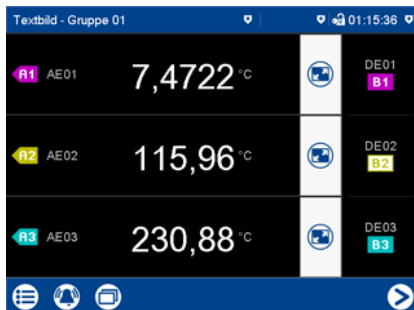 Textbild - Gruppe 01 01:15:36
A1 AE01 7,4722 °C DE01 B1
A2 AE02 115,96 °C DE02 B2
A3 AE03 230,88 °C DE03 B3